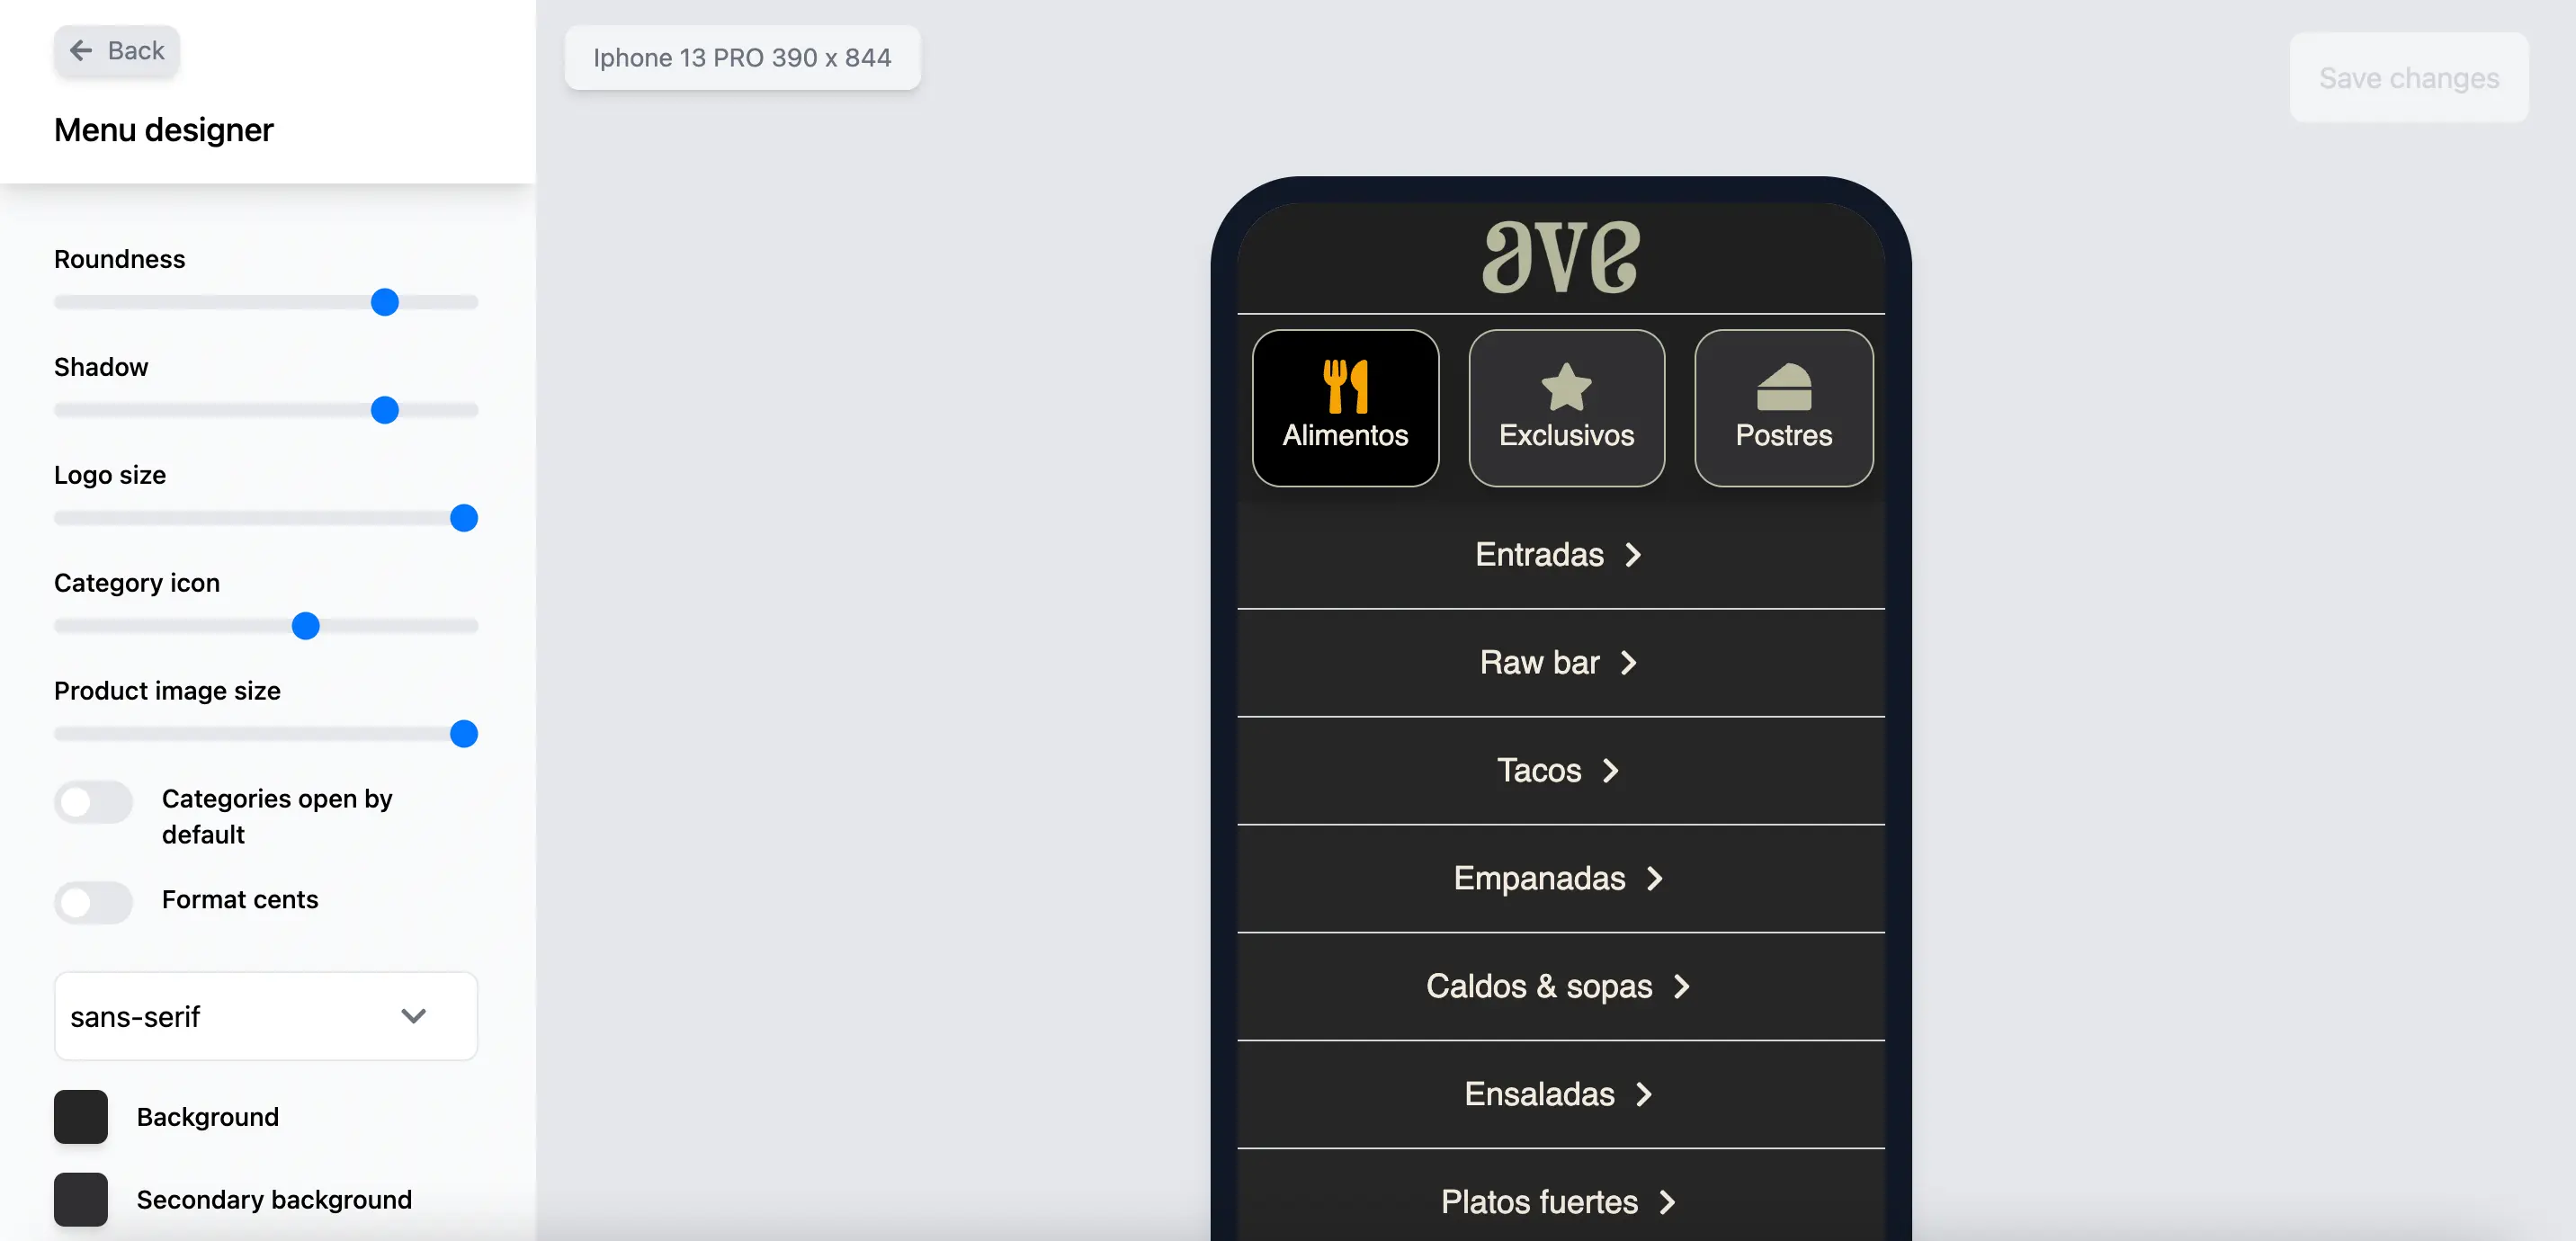 Back
Menu designer
Roundness
Shadow
Logo size
Category icon
Product image size
Categories open by
default
Format cents
sans-serif
Background
Secondary background
Iphone 13 PRO 390 x 844
Save changes
ave
Alimentos
Exclusivos
Postres
Entradas
Raw bar
Tacos
Empanadas
Caldos & sopas
Ensaladas
Platos fuertes